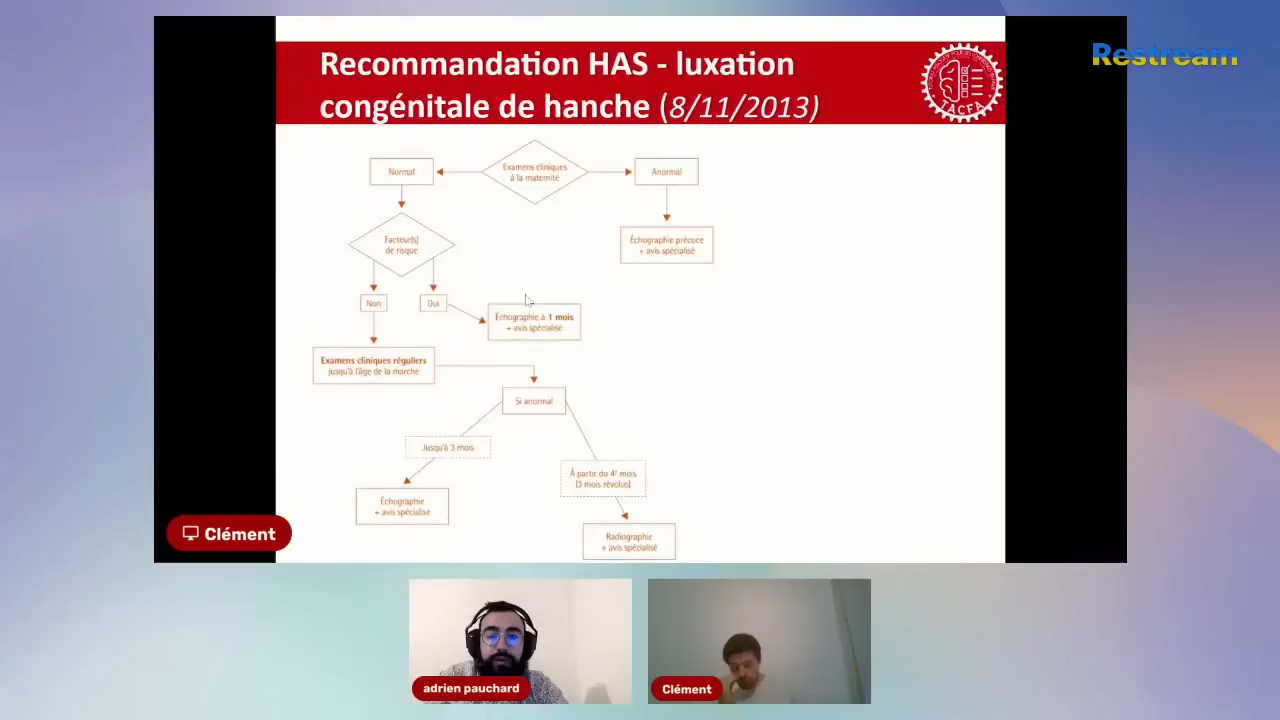 Restream
Recommandation HAS - luxation
congénitale de hanche (8/11/2013)
TACFA
Normal
Examens cliniques
à la maternité
Anormal
Facteur(s)
de risque
Échographie précoce
+ avis spécialisé
Non
Oui
Échographie à 1 mois
+ avis spécialisé
Examens cliniques réguliers
jusqu'à l'âge de la marche
Si anormal
Jusqu'à 3 mois
À partur du 4e mois
(3 mois révolus)
Échographie
+ avis spécialisé
Radiographie
+ avis spécialisé
Clément
adrien pauchard
Clément